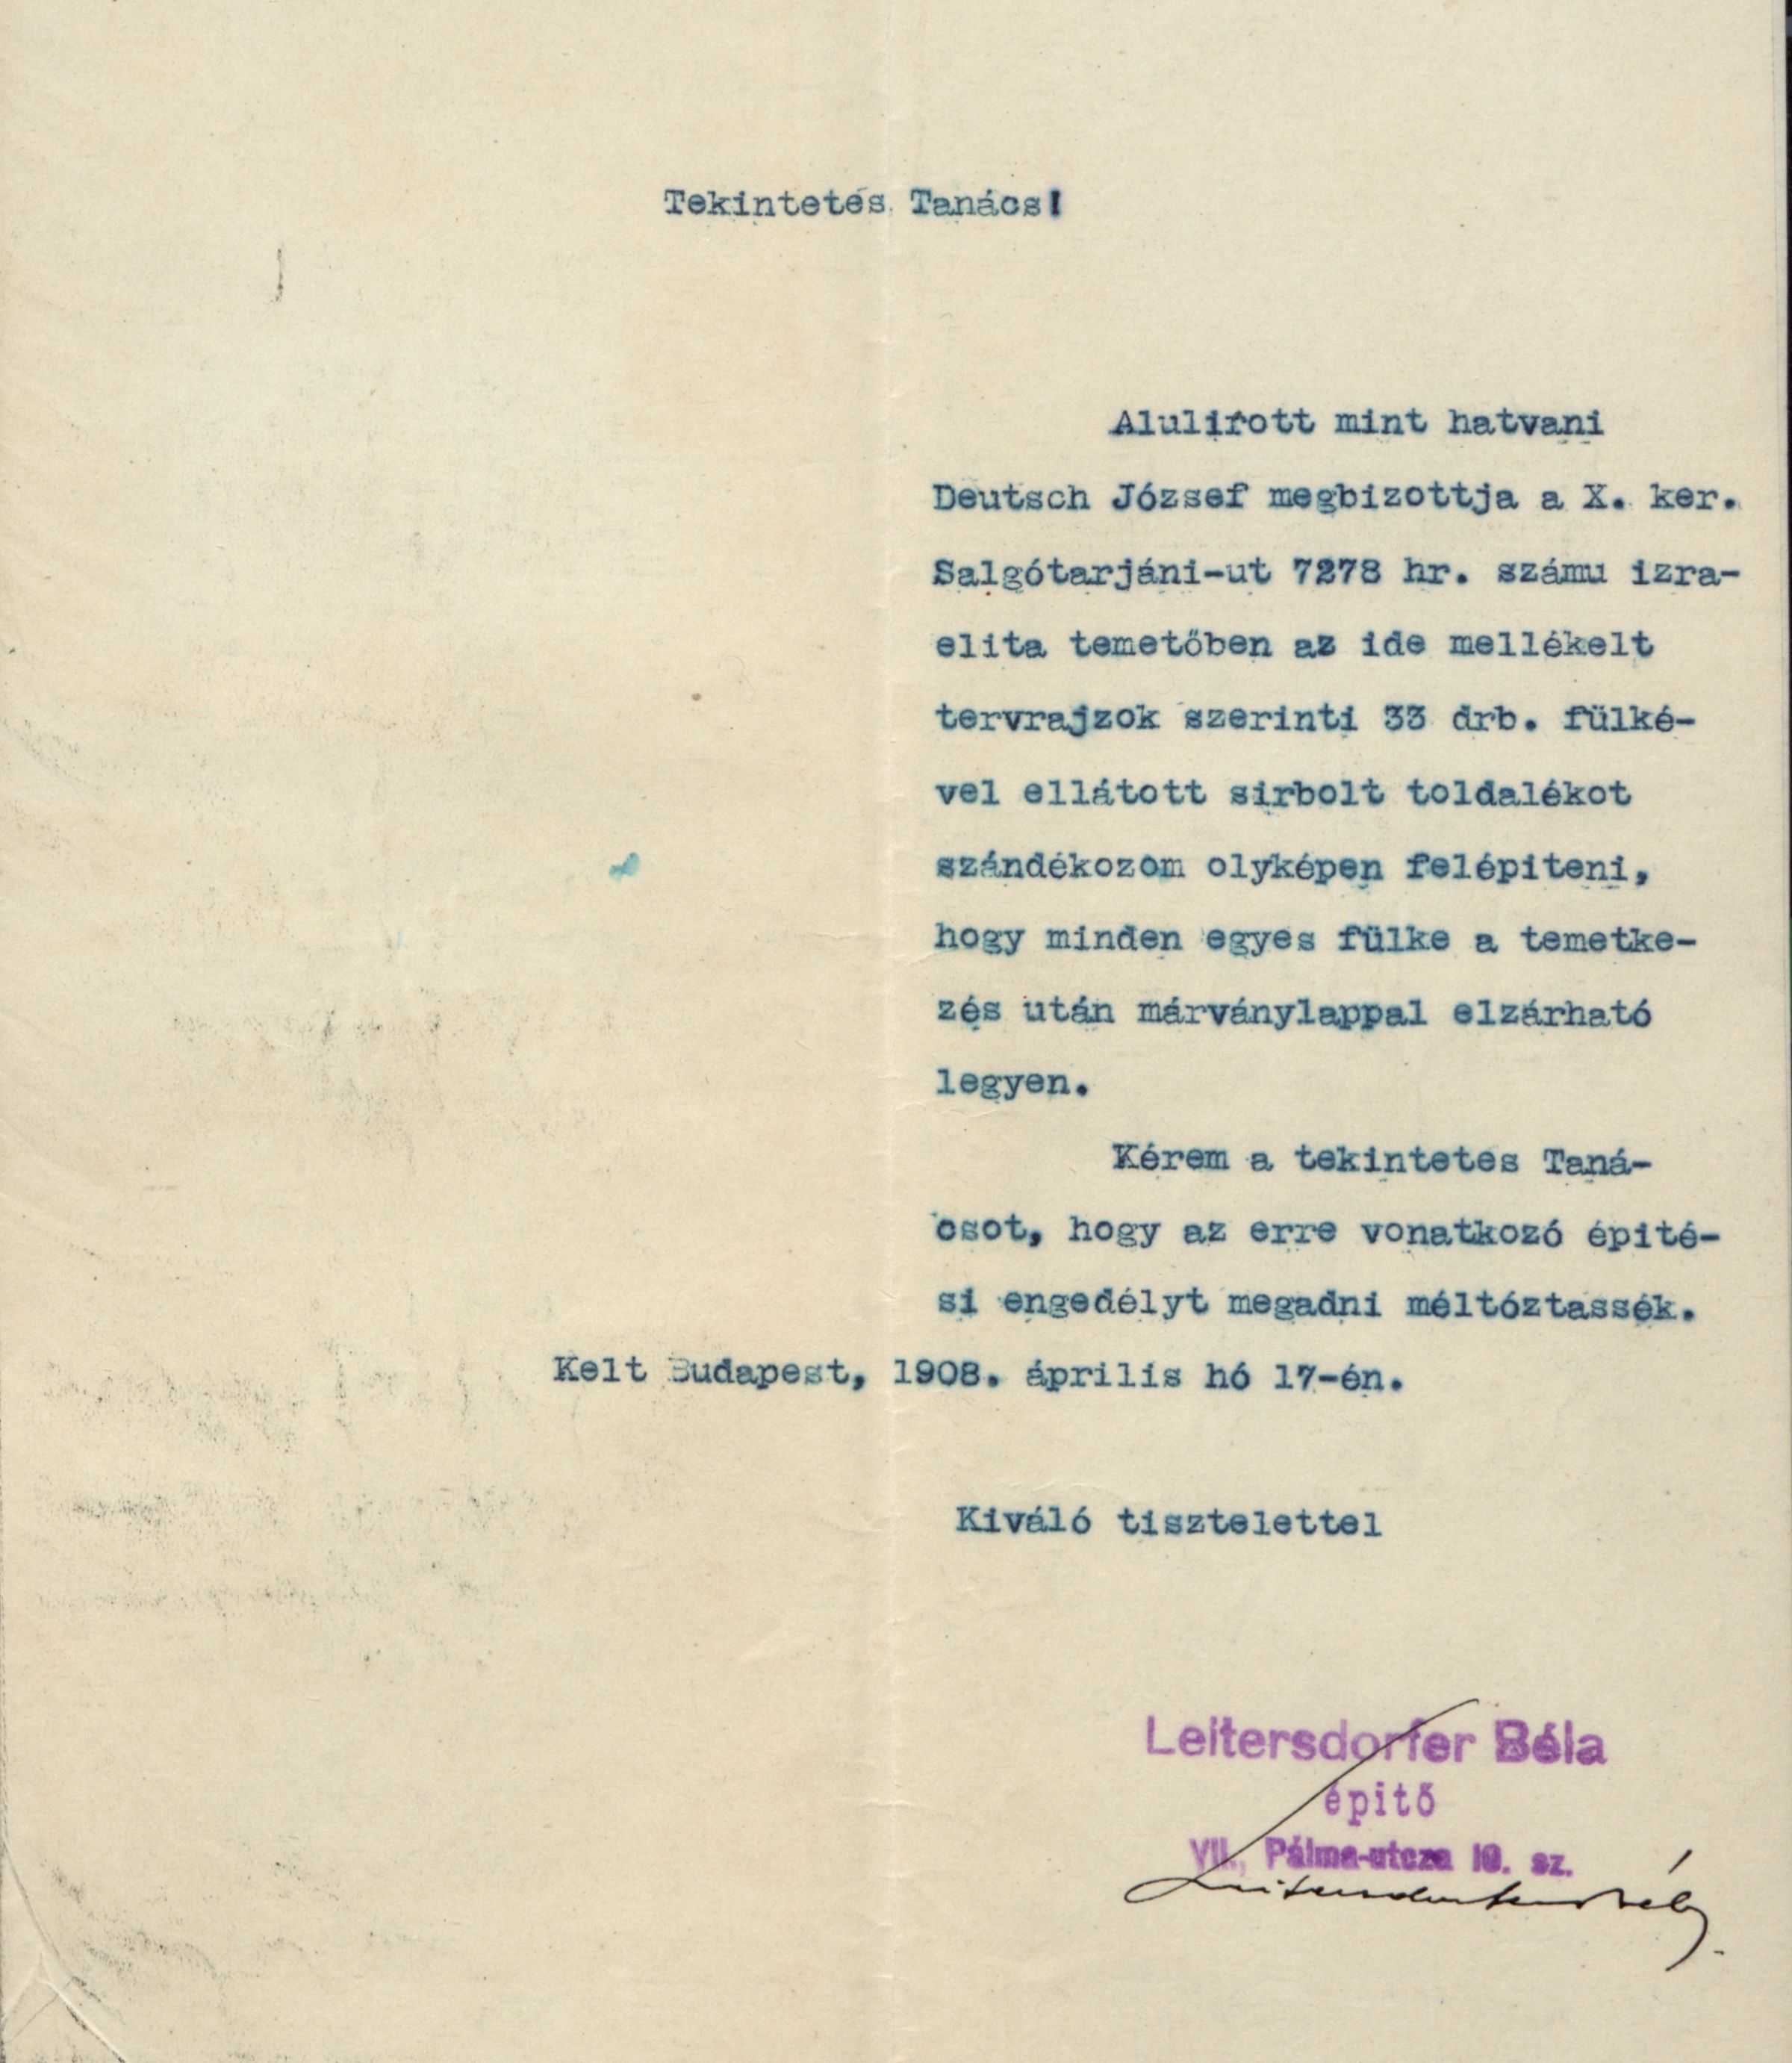 Tekintetes Tanács!
Alulirott mint hatvani
Deutsch József megbizottja a X. ker.
Salgótarjáni-ut 7278 hr. számu izra-
elita temetőben az ide mellékelt
tervrajzok szerinti 33 drb. fülké-
vel ellátott sirbolt toldalékot
szándékozom olyképen felépiteni,
hogy minden egyes fülke a temetke-
zés után márványlappal elzárható
legyen.
Kérem a tekintetes Taná-
csot, hogy az erre vonatkozó épité-
si engedélyt megadni méltóztassék.
Kelt Budapest, 1908. április hó 17-én.
Kiváló tisztelettel
Leitersdorfer Béla
épitő
VII., Pálma-utcza 10. sz.
Leitersdorfer Béla